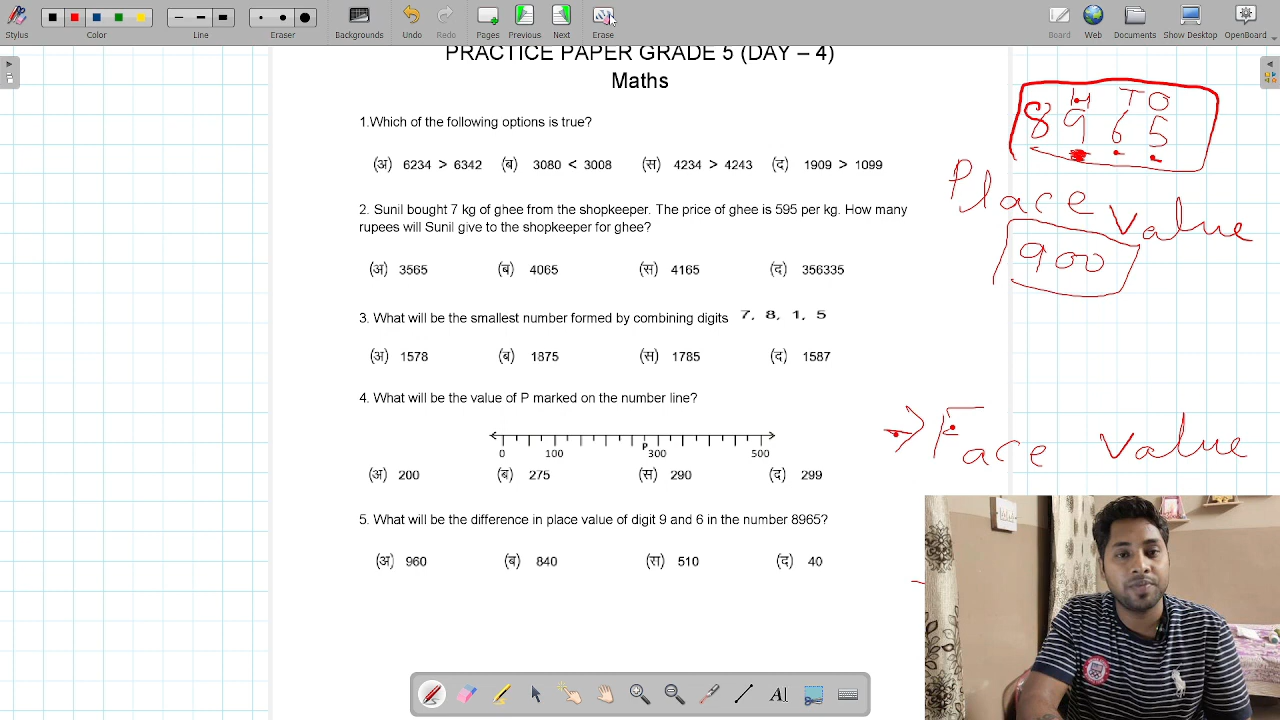 Stylus Color Line Eraser Backgrounds Undo Redo Pages Previous Next Erase Board Web Documents Show Desktop OpenBoard
PRACTICE PAPER GRADE 5 (DAY – 4)
Maths
1.Which of the following options is true?
(अ) 6234 > 6342 (ब) 3080 < 3008 (स) 4234 > 4243 (द) 1909 > 1099
2. Sunil bought 7 kg of ghee from the shopkeeper. The price of ghee is 595 per kg. How many
rupees will Sunil give to the shopkeeper for ghee?
(अ) 3565 (ब) 4065 (स) 4165 (द) 356335
3. What will be the smallest number formed by combining digits 7, 8, 1, 5
(अ) 1578 (ब) 1875 (स) 1785 (द) 1587
4. What will be the value of P marked on the number line?
P
0 100 300 500
(अ) 200 (ब) 275 (स) 290 (द) 299
5. What will be the difference in place value of digit 9 and 6 in the number 8965?
(अ) 960 (ब) 840 (स) 510 (द) 40
H T O
8 9 6 5
Place Value
900
Face Value